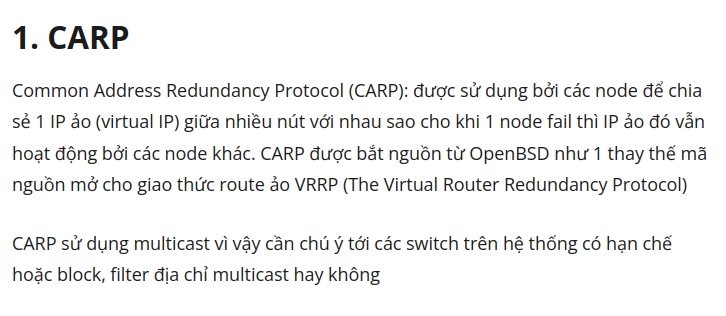 1. CARP
Common Address Redundancy Protocol (CARP): được sử dụng bởi các node để chia
sẻ 1 IP ảo (virtual IP) giữa nhiều nút với nhau sao cho khi 1 node fail thì IP ảo đó vẫn
hoạt động bởi các node khác. CARP được bắt nguồn từ OpenBSD như 1 thay thế mã
nguồn mở cho giao thức route ảo VRRP (The Virtual Router Redundancy Protocol)
CARP sử dụng multicast vì vậy cần chú ý tới các switch trên hệ thống có hạn chế
hoặc block, filter địa chỉ multicast hay không